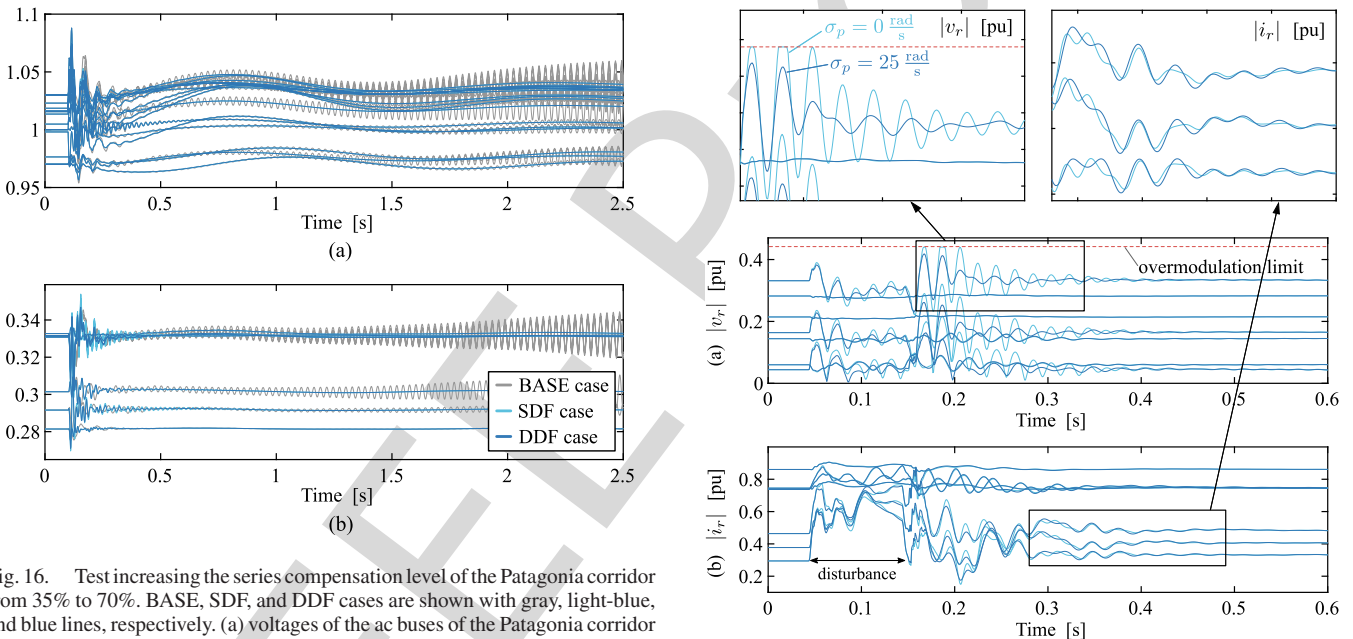 1.1
1.05
1
0.95
0
0.5
1
1.5
2
2.5
Time [s]
(a)
0.34
0.32
0.3
0.28
BASE case
SDF case
DDF case
0
0.5
1
1.5
2
2.5
Time [s]
(b)
ig. 16. Test increasing the series compensation level of the Patagonia corridor
rom 35% to 70%. BASE, SDF, and DDF cases are shown with gray, light-blue,
nd blue lines, respectively. (a) voltages of the ac buses of the Patagonia corridor
σp = 0 rad/s
|vr| [pu]
σp = 25 rad/s
|ir| [pu]
0.4
0.2
0
(a) |vr| [pu]
overmodulation limit
0
0.1
0.2
0.3
0.4
0.5
0.6
Time [s]
0.8
0.6
0.4
0.2
(b) |ir| [pu]
disturbance
0
0.1
0.2
0.3
0.4
0.5
0.6
Time [s]